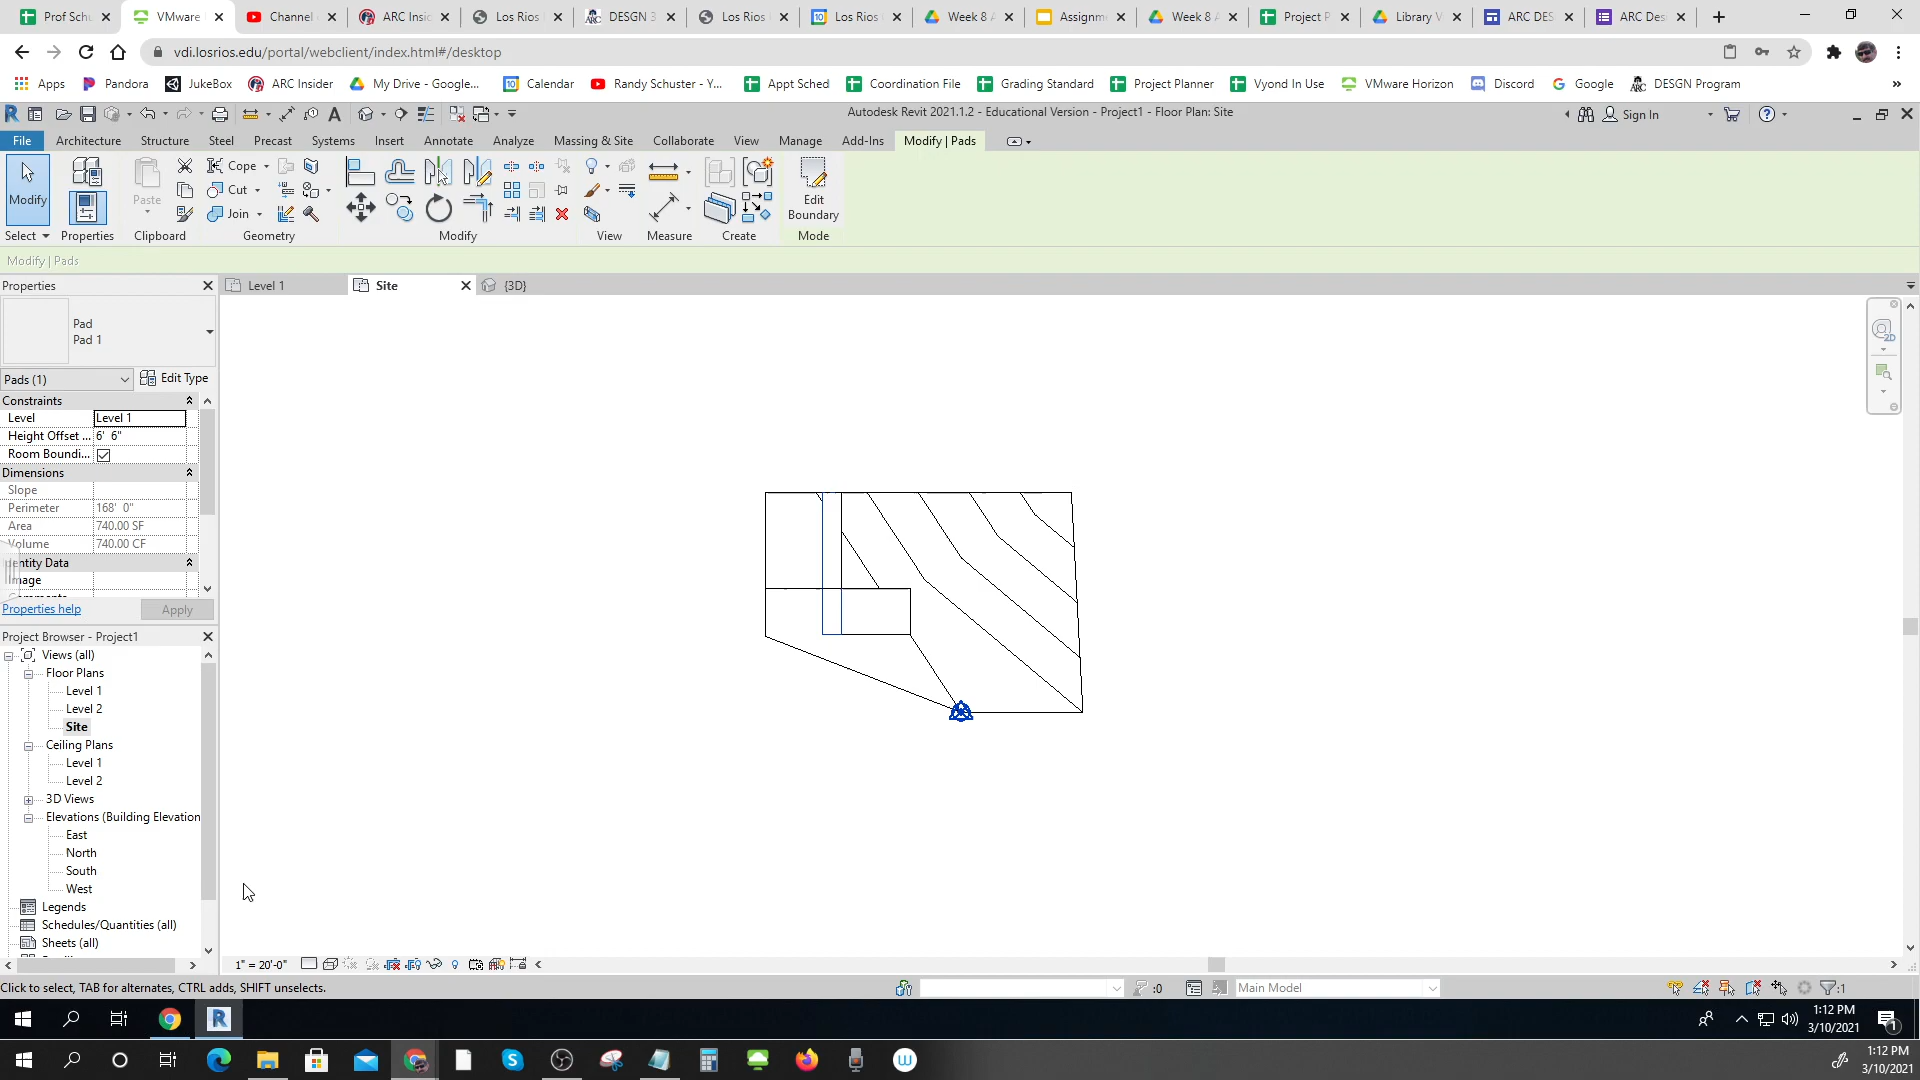 Prof Schu
VMware
Channel
ARC Insi
Los Rios
DESGN 3
Los Rios
Los Rios
Week 8 A
Assignm
Week 8 A
Project P
Library V
ARC DES
ARC Des
vdi.losrios.edu/portal/webclient/index.html#/desktop
Apps
Pandora
JukeBox
ARC Insider
My Drive - Google...
Calendar
Randy Schuster - Y...
Appt Sched
Coordination File
Grading Standard
Project Planner
Vyond In Use
VMware Horizon
Discord
Google
DESGN Program
»
Autodesk Revit 2021.1.2 - Educational Version - Project1 - Floor Plan: Site
Sign In
File
Architecture
Structure
Steel
Precast
Systems
Insert
Annotate
Analyze
Massing & Site
Collaborate
View
Manage
Add-Ins
Modify | Pads
Modify
Paste
Cope
Cut
Join
Edit
Boundary
Select
Properties
Clipboard
Geometry
Modify
View
Measure
Create
Mode
Modify | Pads
Properties
Level 1
Site
{3D}
Pad
Pad 1
2D
Pads (1)
Edit Type
Constraints
Level
Level 1
Height Offset ...
6' 6"
Room Boundi...
Dimensions
Slope
Perimeter
168' 0"
Area
740.00 SF
Volume
740.00 CF
entity Data
Image
Properties help
Apply
Project Browser - Project1
Views (all)
Floor Plans
Level 1
Level 2
Site
Ceiling Plans
Level 1
Level 2
3D Views
Elevations (Building Elevation
East
North
South
West
Legends
Schedules/Quantities (all)
Sheets (all)
1" = 20'-0"
Click to select, TAB for alternates, CTRL adds, SHIFT unselects.
:0
Main Model
:1
1:12 PM
3/10/2021
1
1:12 PM
3/10/2021